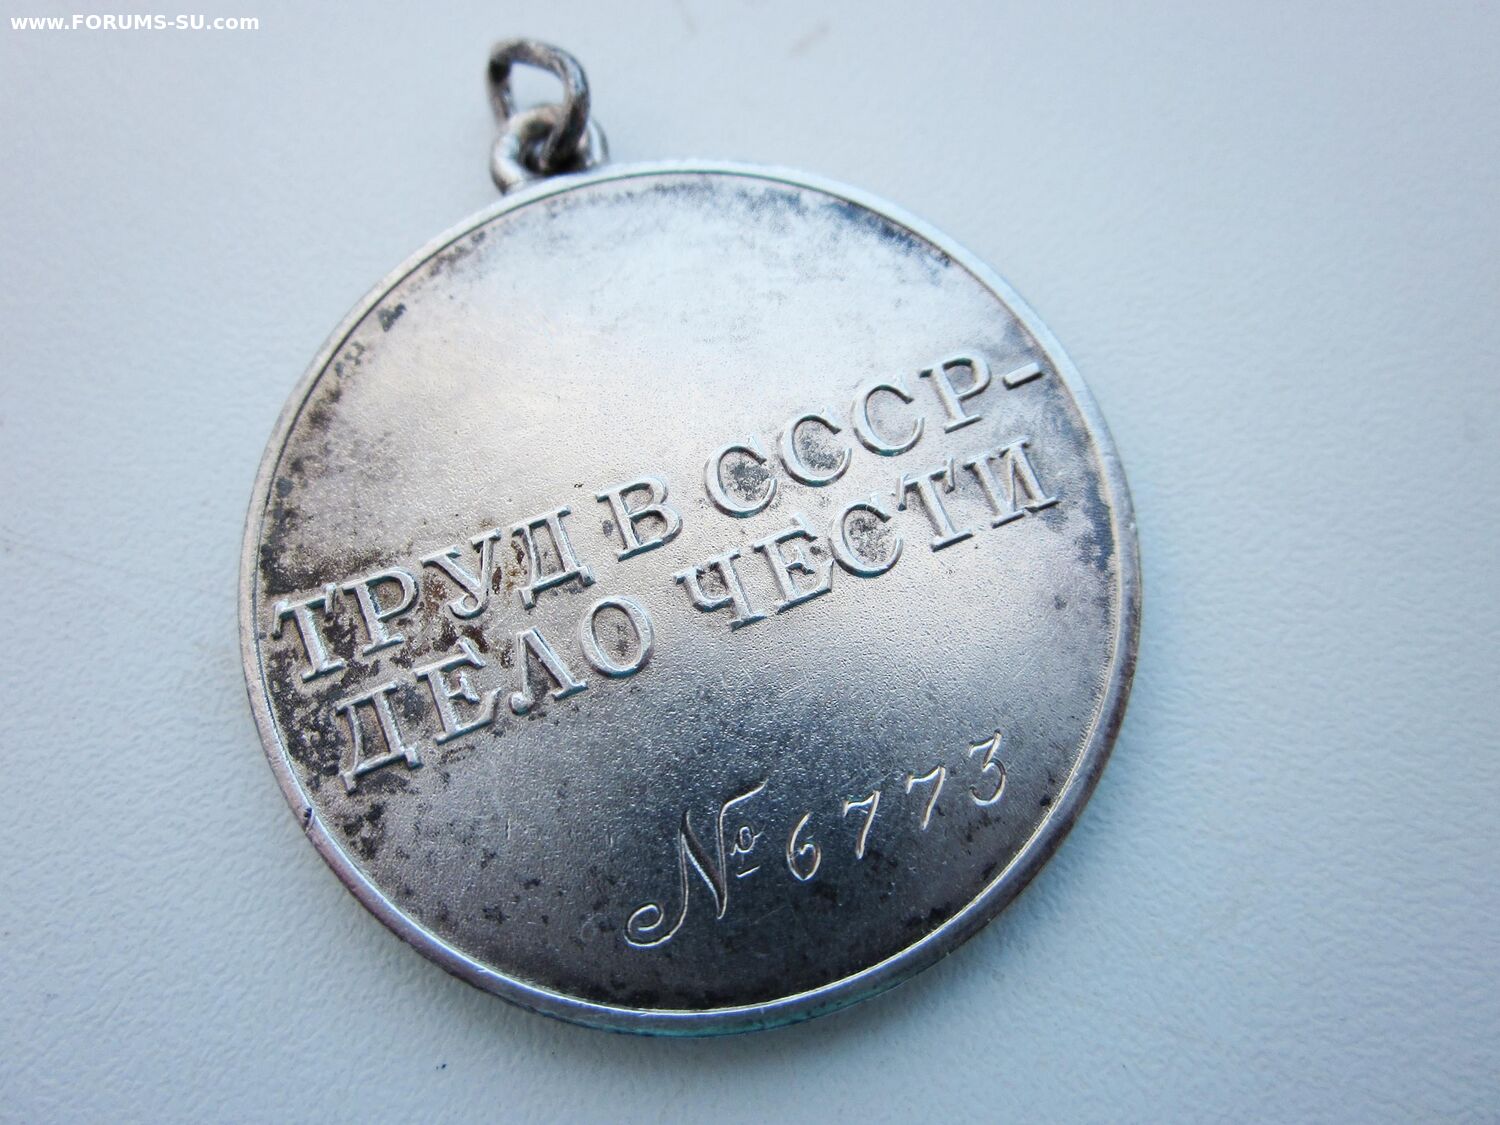 www.FORUMS-SU.com
ТРУД В СССР-
ДЕЛО ЧЕСТИ
№ 6773